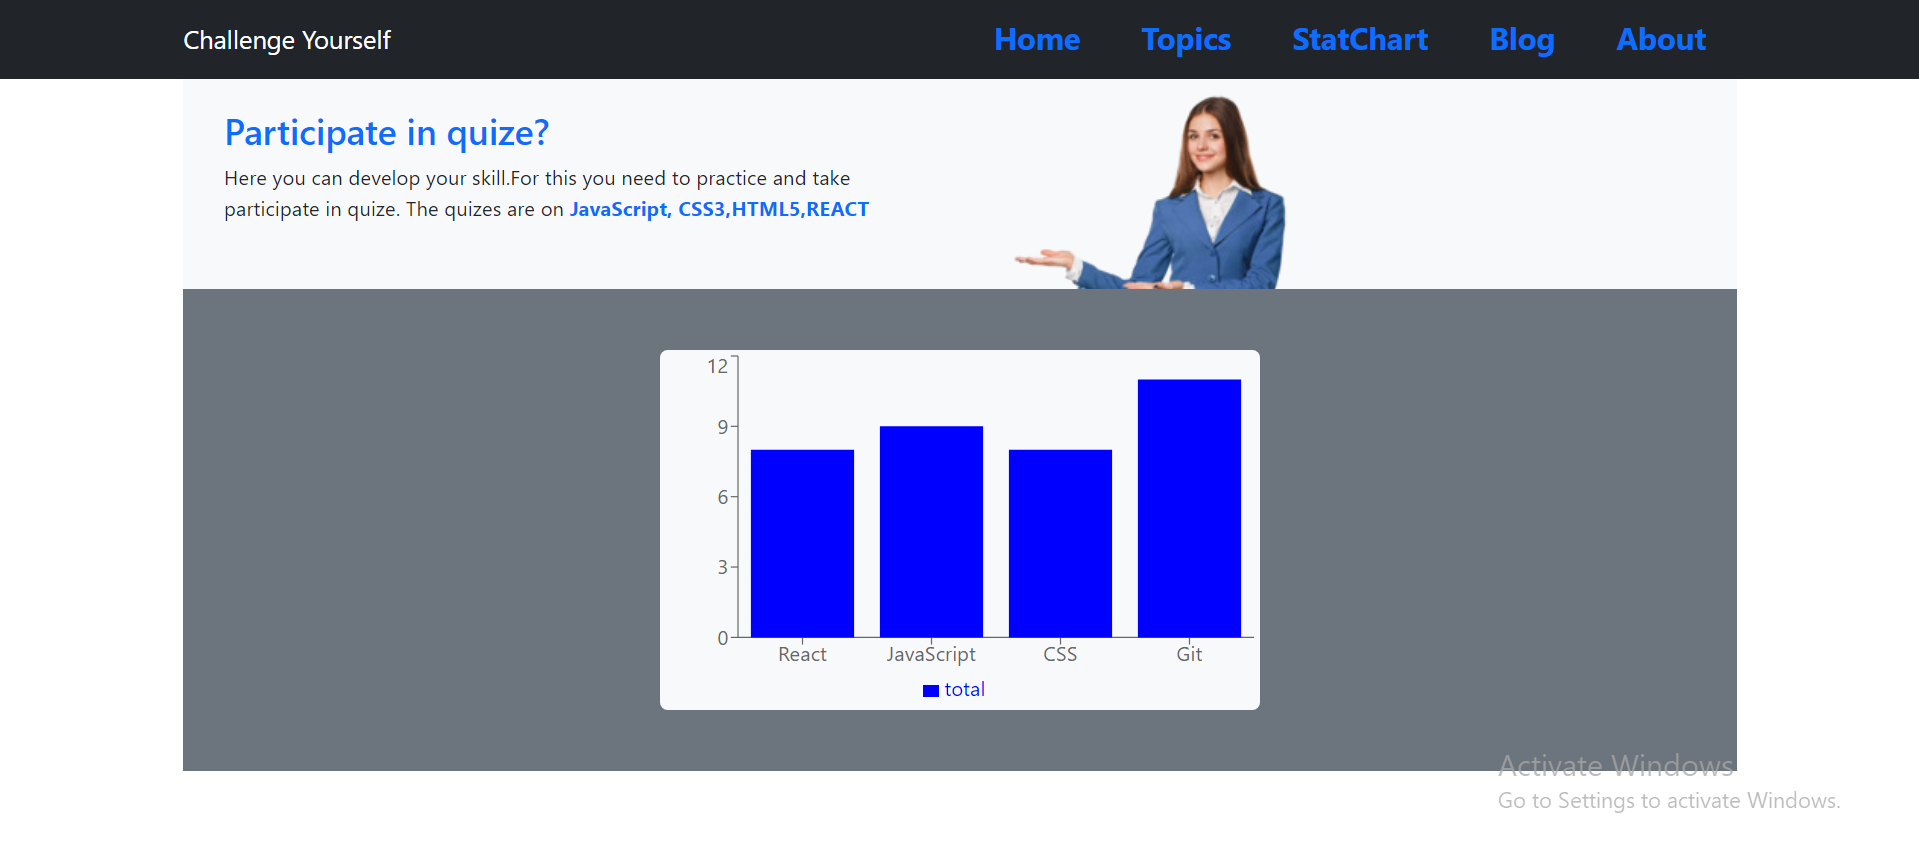 Challenge Yourself
Home Topics StatChart Blog About
Participate in quize?
Here you can develop your skill.For this you need to practice and take
participate in quize. The quizes are on JavaScript, CSS3,HTML5,REACT
12
9
6
3
0
React JavaScript CSS Git
total
Activate Windows
Go to Settings to activate Windows.